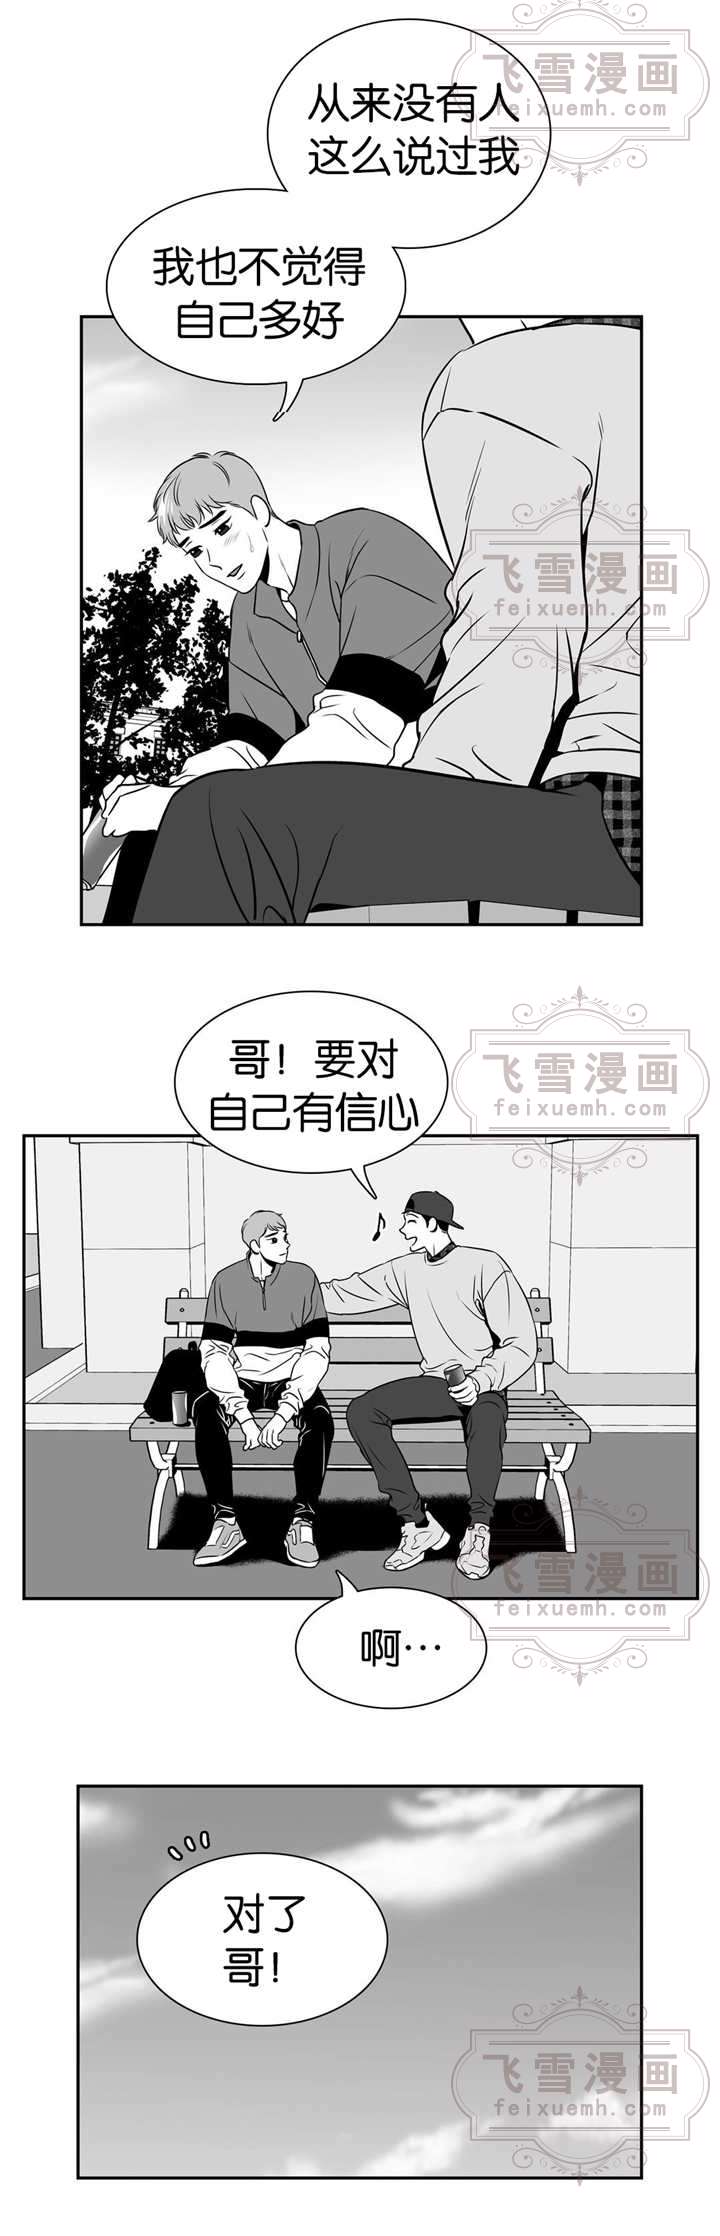 飞雪漫画
feixuemh.com
从来没有人
这么说过我
我也不觉得
自己多好
飞雪漫画
feixuemh.com
哥！要对
自己有信心
飞雪漫画
feixuemh.com
飞雪漫画
feixuemh.com
啊…
对了
哥！
飞雪漫画
feixuemh.com